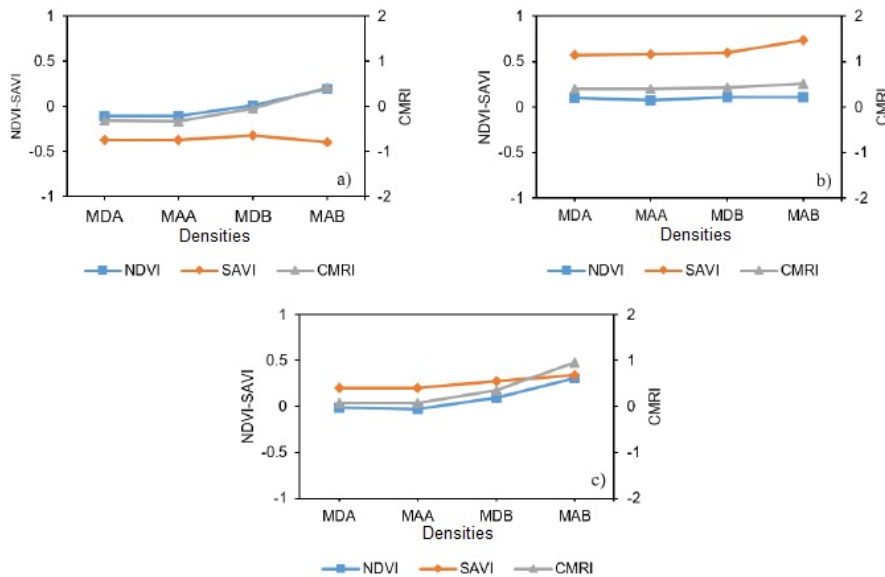 1 0.5 0 -0.5 -1
NDVI-SAVI
2 1 0 -1 -2
CMRI
a)
MDA MAA MDB MAB
Densities
NDVI SAVI CMRI
1 0.5 0 -0.5 -1
NDVI-SAVI
2 1 0 -1 -2
CMRI
b)
MDA MAA MDB MAB
Densities
NDVI SAVI CMRI
1 0.5 0 -0.5 -1
NDVI-SAVI
2 1 0 -1 -2
CMRI
c)
MDA MAA MDB MAB
Densities
NDVI SAVI CMRI